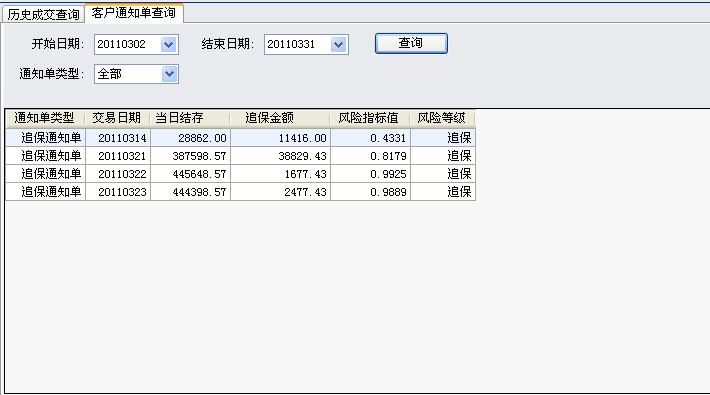 历史成交查询 客户通知单查询
开始日期: 20110302 结束日期: 20110331 查询
通知单类型: 全部
通知单类型 交易日期 当日结存 追保金额 风险指标值 风险等级
追保通知单 20110314 28862.00 11416.00 0.4331 追保
追保通知单 20110321 387598.57 38829.43 0.8179 追保
追保通知单 20110322 445648.57 1677.43 0.9925 追保
追保通知单 20110323 444398.57 2477.43 0.9889 追保